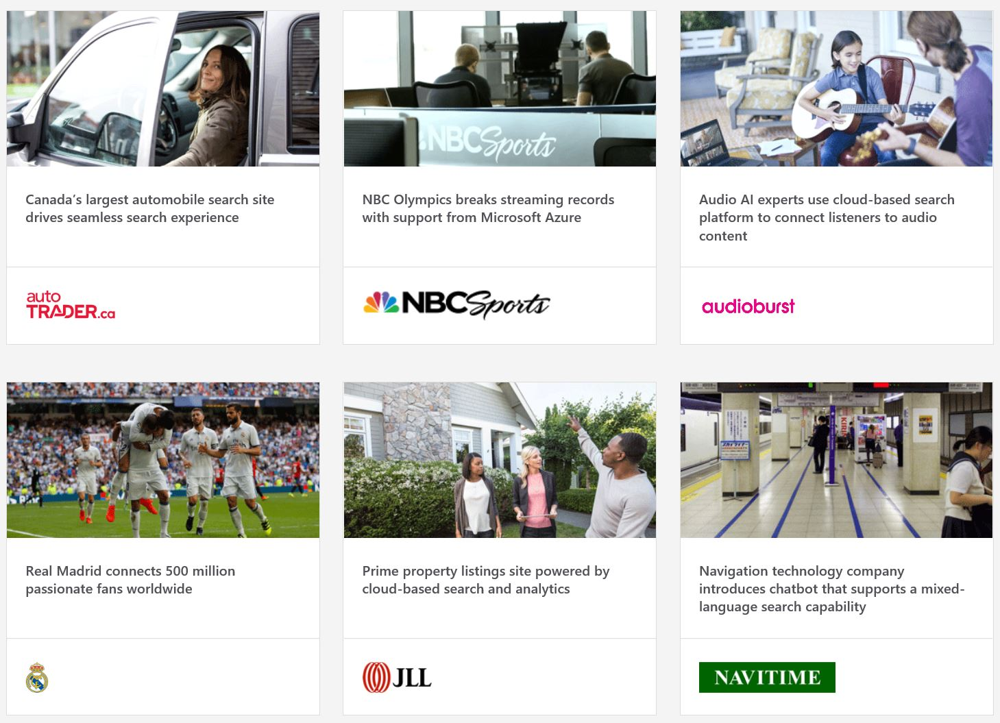 NBC Sports
Canada’s largest automobile search site
drives seamless search experience
NBC Olympics breaks streaming records
with support from Microsoft Azure
Audio AI experts use cloud-based search
platform to connect listeners to audio
content
auto
TRADER.ca
NBC Sports
audioburst
KIRIN
Real Madrid connects 500 million
passionate fans worldwide
Prime property listings site powered by
cloud-based search and analytics
Navigation technology company
introduces chatbot that supports a mixed-
language search capability
JLL
NAVITIME